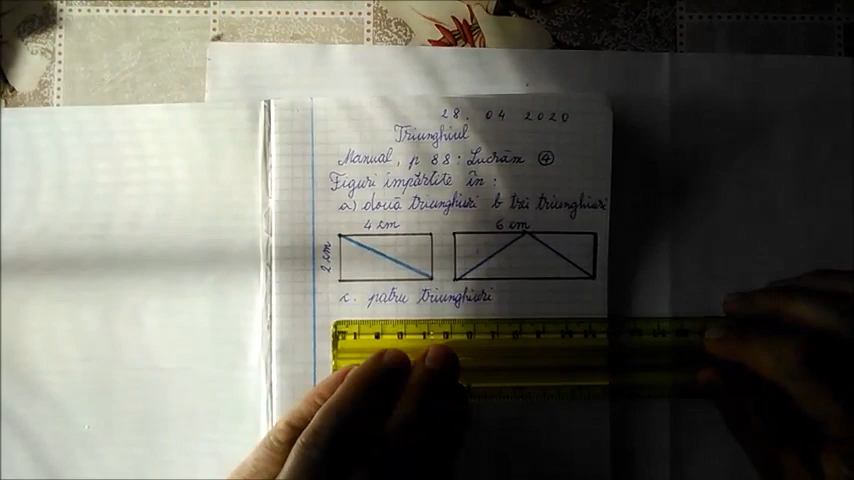 28. 04 2020
Triunghiul
Manual, p 88: Lucrăm 4
Figuri împărțite în:
a) două triunghiuri b trei triunghiuri
4 cm 6 cm
2 cm
c. patru triunghiuri